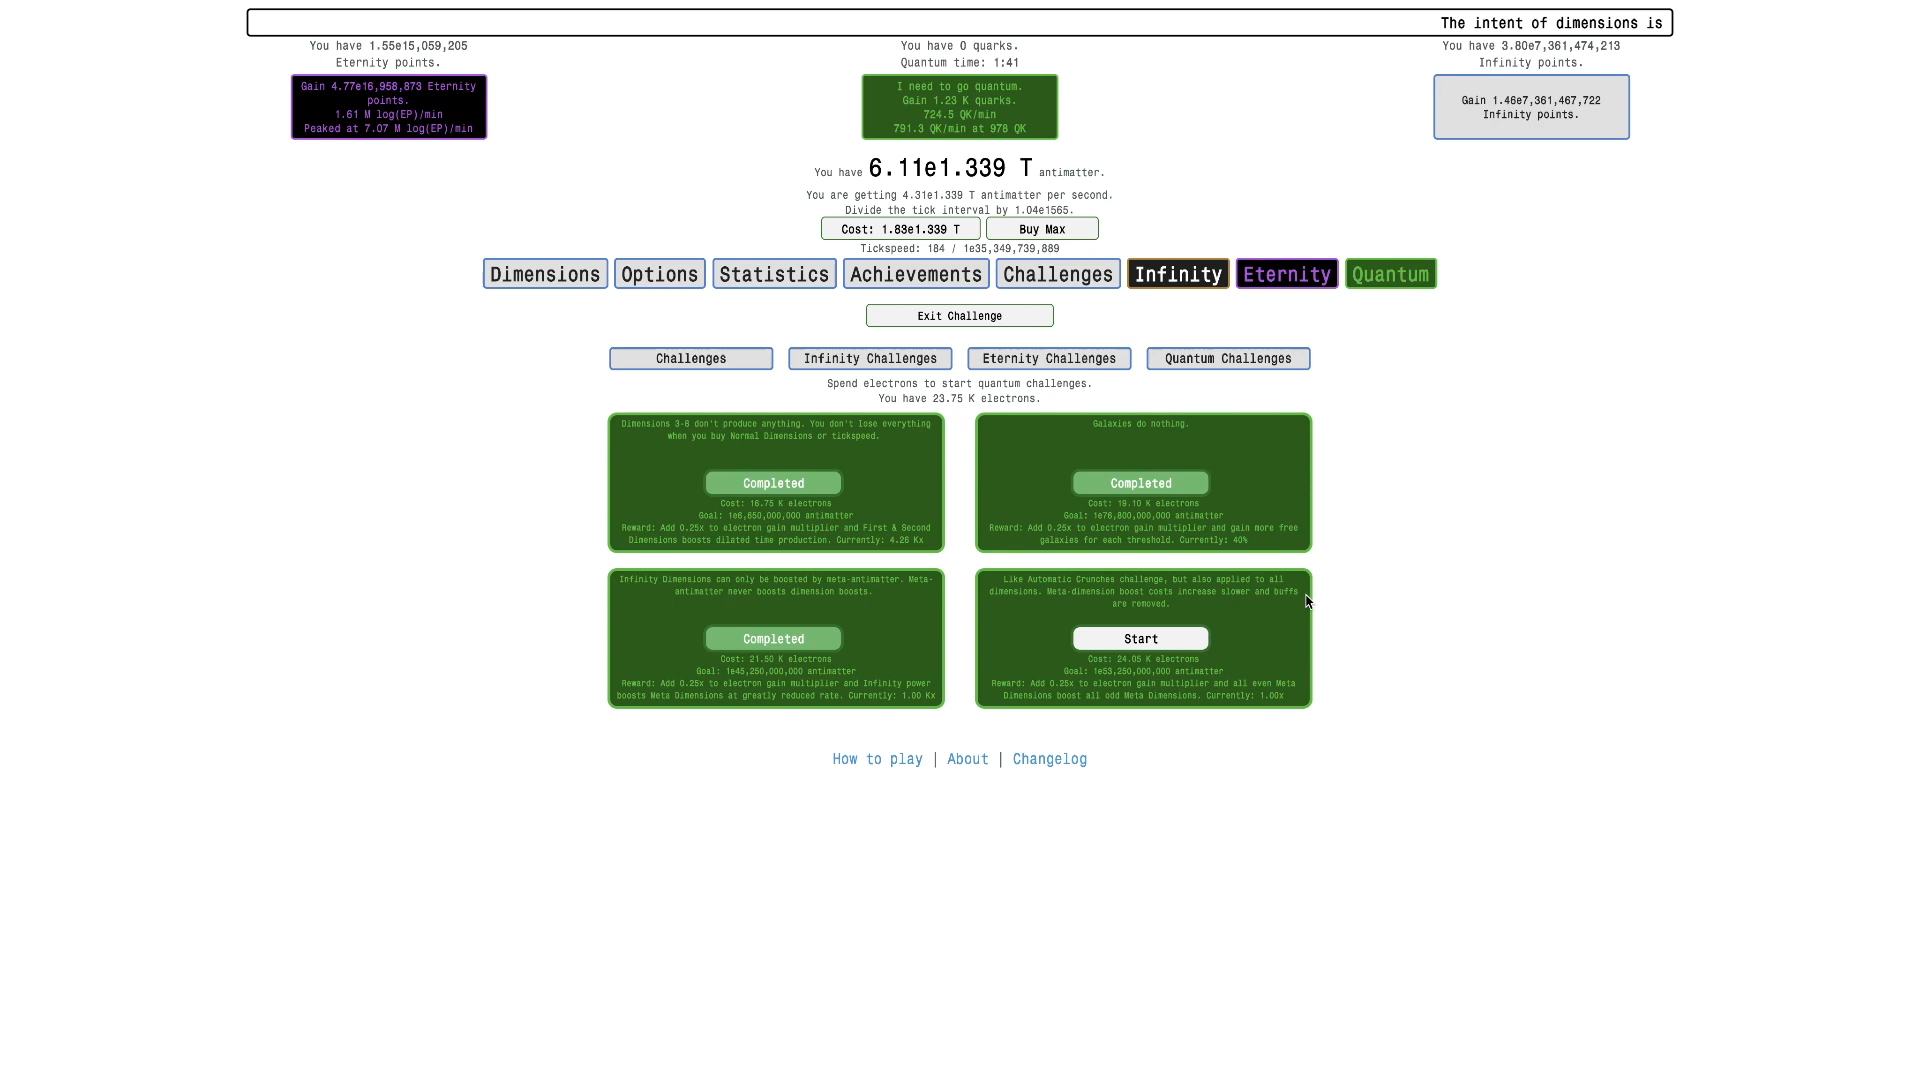 The intent of dimensions is
You have 1.55e15,059,205
Eternity points.
Gain 4.77e16,958,873 Eternity
points.
1.61 M log(EP)/min
Peaked at 7.07 M log(EP)/min
You have 0 quarks.
Quantum time: 1:41
I need to go quantum.
Gain 1.23 K quarks.
724.5 QK/min
791.3 QK/min at 978 QK
You have 3.80e7,361,474,213
Infinity points.
Gain 1.46e7,361,467,722
Infinity points.
You have 6.11e1.339 T antimatter.
You are getting 4.31e1.339 T antimatter per second.
Divide the tick interval by 1.04e1565.
Cost: 1.83e1.339 T
Buy Max
Tickspeed: 184 / 1e35,349,739,889
Dimensions
Options
Statistics
Achievements
Challenges
Infinity
Eternity
Quantum
Exit Challenge
Challenges
Infinity Challenges
Eternity Challenges
Quantum Challenges
Spend electrons to start quantum challenges.
You have 23.75 K electrons.
Dimensions 3-8 don't produce anything. You don't lose everything
when you buy Normal Dimensions or tickspeed.
Completed
Cost: 16.75 K electrons
Goal: 1e6,650,000,000 antimatter
Reward: Add 0.25x to electron gain multiplier and First & Second
Dimensions boosts dilated time production. Currently: 4.26 Kx
Galaxies do nothing.
Completed
Cost: 19.10 K electrons
Goal: 1e76,800,000,000 antimatter
Reward: Add 0.25x to electron gain multiplier and gain more free
galaxies for each threshold. Currently: 40%
Infinity Dimensions can only be boosted by meta-antimatter. Meta-
antimatter never boosts dimension boosts.
Completed
Cost: 21.50 K electrons
Goal: 1e45,250,000,000 antimatter
Reward: Add 0.25x to electron gain multiplier and Infinity power
boosts Meta Dimensions at greatly reduced rate. Currently: 1.00 Kx
Like Automatic Crunches challenge, but also applied to all
dimensions. Meta-dimension boost costs increase slower and buffs
are removed.
Start
Cost: 24.05 K electrons
Goal: 1e53,250,000,000 antimatter
Reward: Add 0.25x to electron gain multiplier and all even Meta
Dimensions boost all odd Meta Dimensions. Currently: 1.00x
How to play | About | Changelog